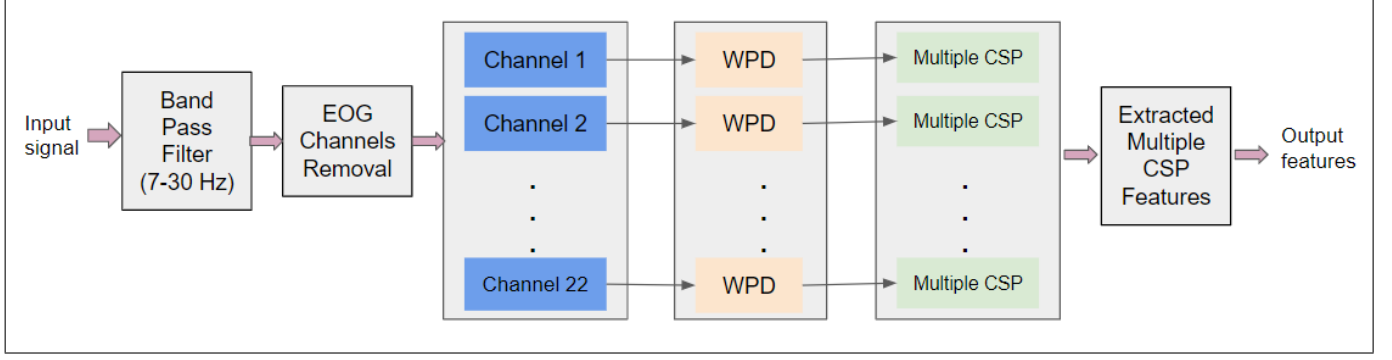 Input
signal
Band
Pass
Filter
(7-30 Hz)
EOG
Channels
Removal
Channel 1
WPD
Multiple CSP
Channel 2
WPD
Multiple CSP
.
.
.
.
.
.
.
.
.
Channel 22
WPD
Multiple CSP
Extracted
Multiple
CSP
Features
Output
features